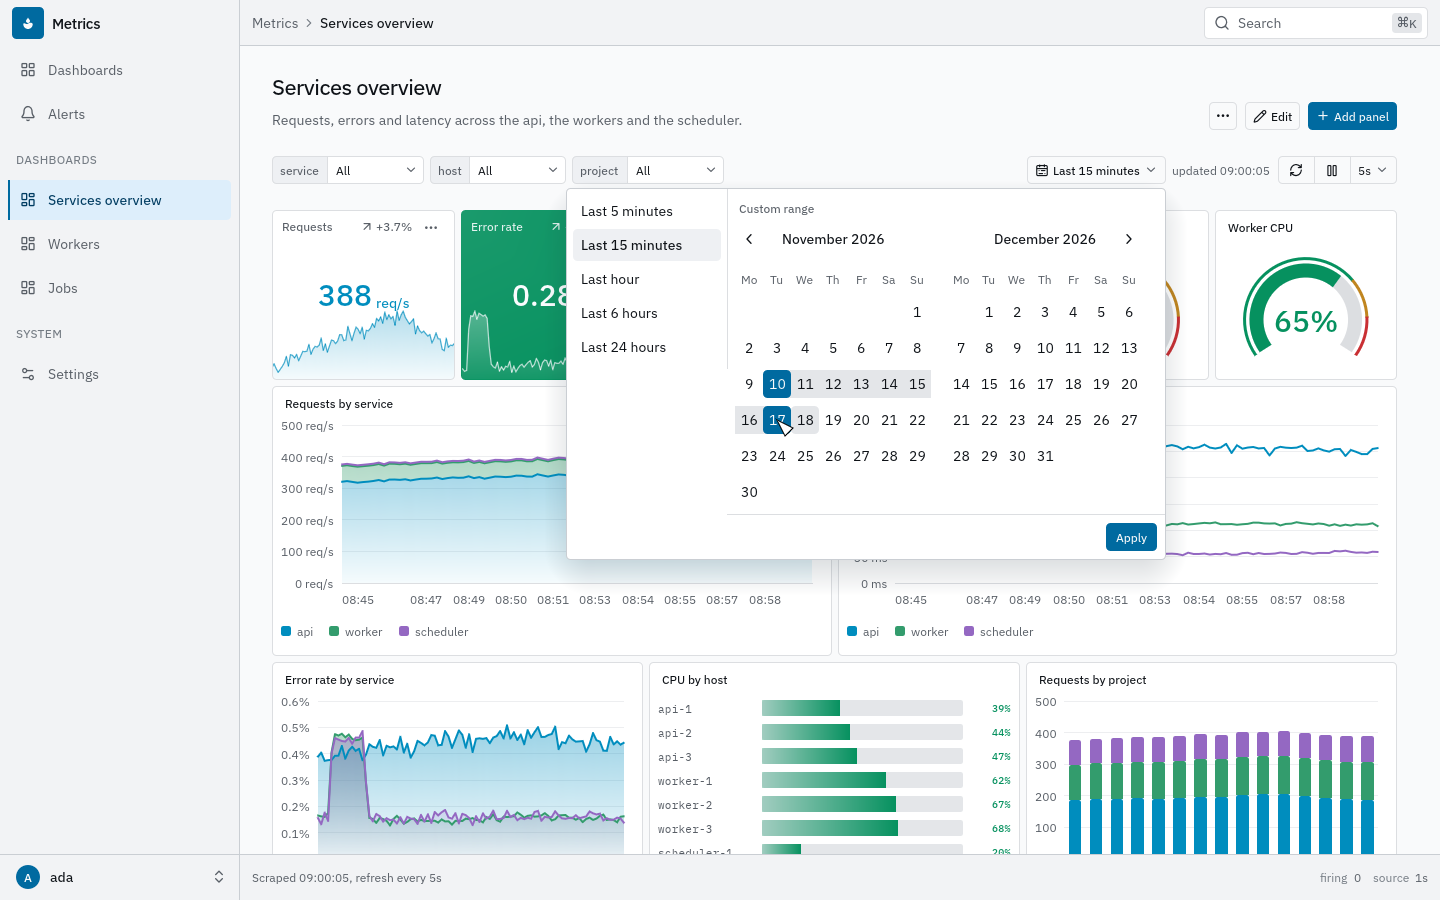 Metrics
Metrics
Services overview
Search
⌘K
Dashboards
Alerts
DASHBOARDS
Services overview
Workers
Jobs
SYSTEM
Settings
Services overview
Requests, errors and latency across the api, the workers and the scheduler.
Edit
Add panel
service All
host All
project All
Last 15 minutes
updated 09:00:05
5s
Requests
+3.7%
388 req/s
Error rate
0.28
Worker CPU
65%
Last 5 minutes
Last 15 minutes
Last hour
Last 6 hours
Last 24 hours
Custom range
November 2026
Mo Tu We Th Fr Sa Su
1
2 3 4 5 6 7 8
9 10 11 12 13 14 15
16 17 18 19 20 21 22
23 24 25 26 27 28 29
30
December 2026
Mo Tu We Th Fr Sa Su
1 2 3 4 5 6
7 8 9 10 11 12 13
14 15 16 17 18 19 20
21 22 23 24 25 26 27
28 29 30 31
Apply
Requests by service
500 req/s
400 req/s
300 req/s
200 req/s
100 req/s
0 req/s
08:45 08:47 08:49 08:50 08:51 08:53 08:54 08:55 08:57 08:58
api worker scheduler
0 ms
08:45 08:47 08:49 08:50 08:51 08:53 08:54 08:55 08:57 08:58
api worker scheduler
Error rate by service
0.6%
0.5%
0.4%
0.3%
0.2%
0.1%
CPU by host
api-1 39%
api-2 44%
api-3 47%
worker-1 62%
worker-2 67%
worker-3 68%
scheduler-1 20%
Requests by project
500
400
300
200
100
A
ada
Scraped 09:00:05, refresh every 5s
firing 0
source 1s